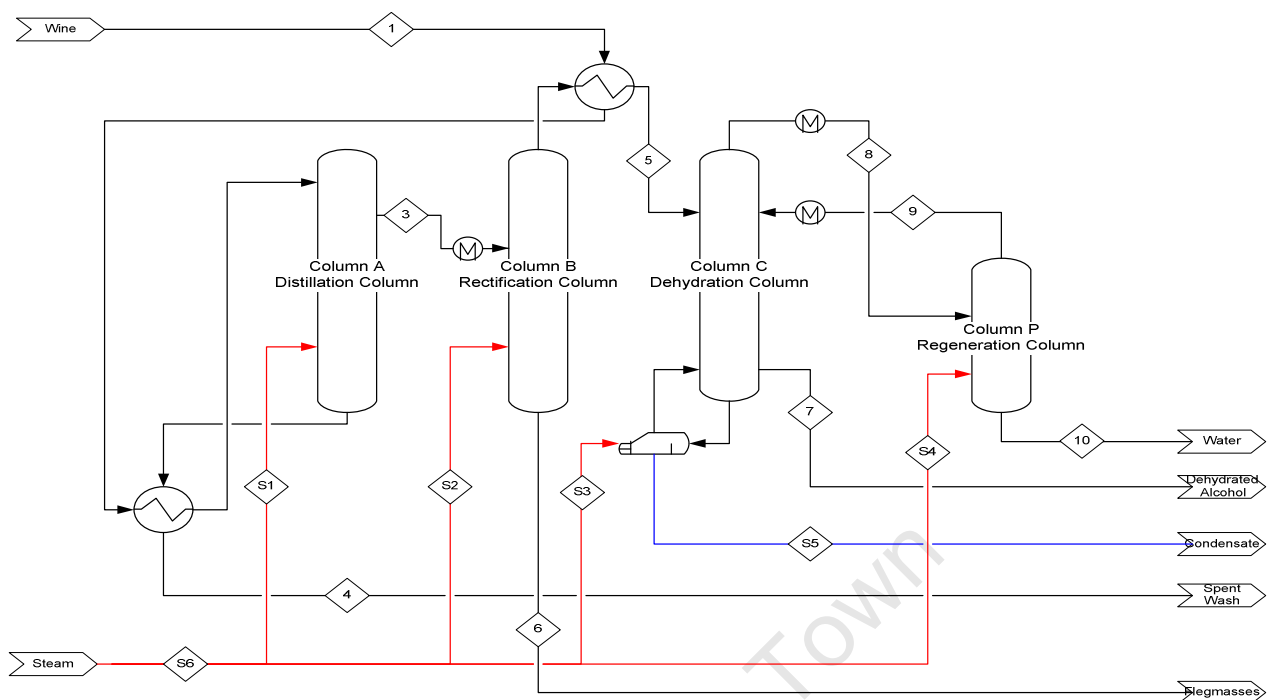 Wine
1
M
8
5
3
M
M
9
Column A
Distillation Column
Column B
Rectification Column
Column C
Dehydration Column
Column P
Regeneration Column
7
10
Water
S1
S2
S3
S4
Dehydrated
Alcohol
S5
Condensate
4
Spent
Wash
6
Steam
S6
Flegmasses
Town